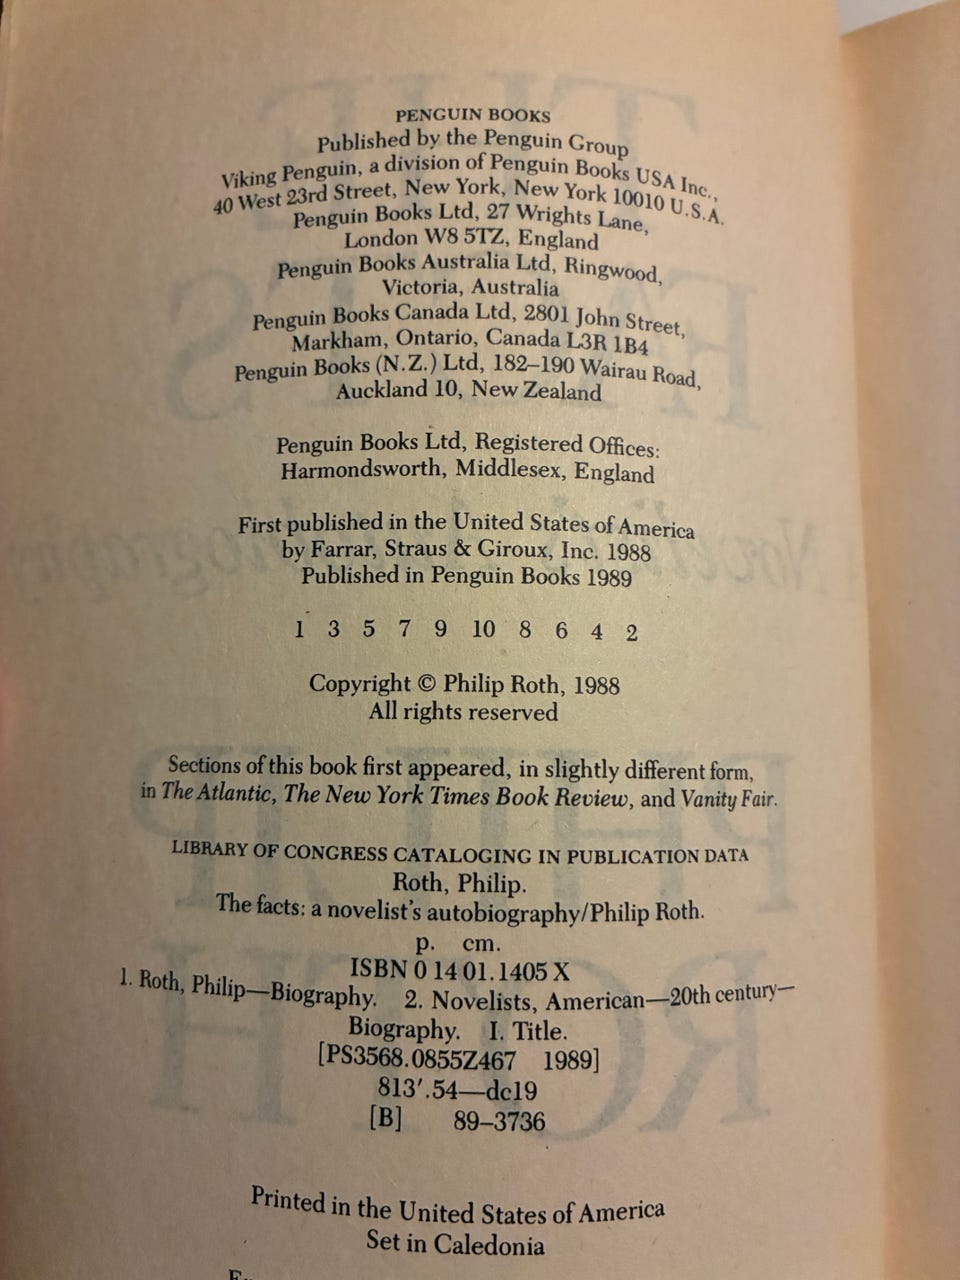 PENGUIN BOOKS
Published by the Penguin Group
Viking Penguin, a division of Penguin Books USA Inc.,
40 West 23rd Street, New York, New York 10010 U.S.A.
Penguin Books Ltd, 27 Wrights Lane,
London W8 5TZ, England
Penguin Books Australia Ltd, Ringwood,
Victoria, Australia
Penguin Books Canada Ltd, 2801 John Street,
Markham, Ontario, Canada L3R 1B4
Penguin Books (N.Z.) Ltd, 182–190 Wairau Road,
Auckland 10, New Zealand
Penguin Books Ltd, Registered Offices:
Harmondsworth, Middlesex, England
First published in the United States of America
by Farrar, Straus & Giroux, Inc. 1988
Published in Penguin Books 1989
1 3 5 7 9 10 8 6 4 2
Copyright © Philip Roth, 1988
All rights reserved
Sections of this book first appeared, in slightly different form,
in The Atlantic, The New York Times Book Review, and Vanity Fair.
LIBRARY OF CONGRESS CATALOGING IN PUBLICATION DATA
Roth, Philip.
The facts: a novelist's autobiography/Philip Roth.
p. cm.
ISBN 0 14 01.1405 X
1. Roth, Philip—Biography. 2. Novelists, American—20th century—
Biography. I. Title.
[PS3568.0855Z467 1989]
813'.54—dc19
[B] 89–3736
Printed in the United States of America
Set in Caledonia